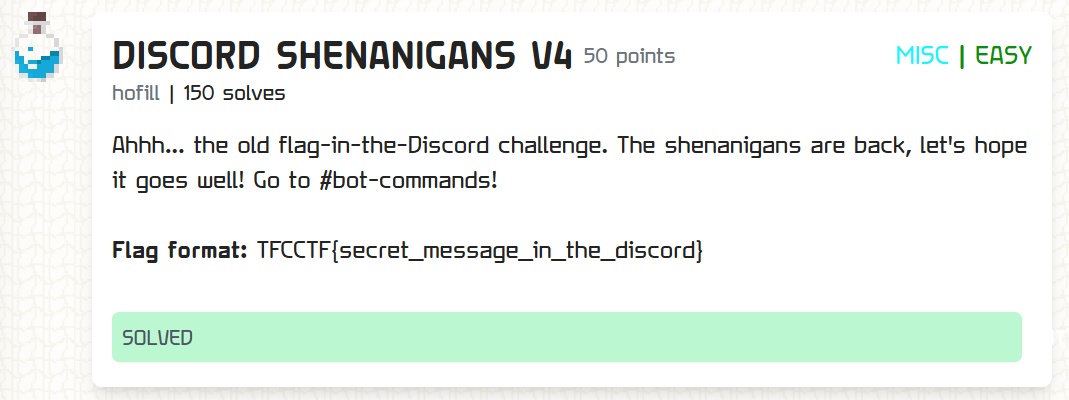 DISCORD SHENANIGANS V4 50 points MISC | EASY
hofill | 150 solves
Ahhh... the old flag-in-the-Discord challenge. The shenanigans are back, let's hope
it goes well! Go to #bot-commands!
Flag format: TFCCTF{secret_message_in_the_discord}
SOLVED